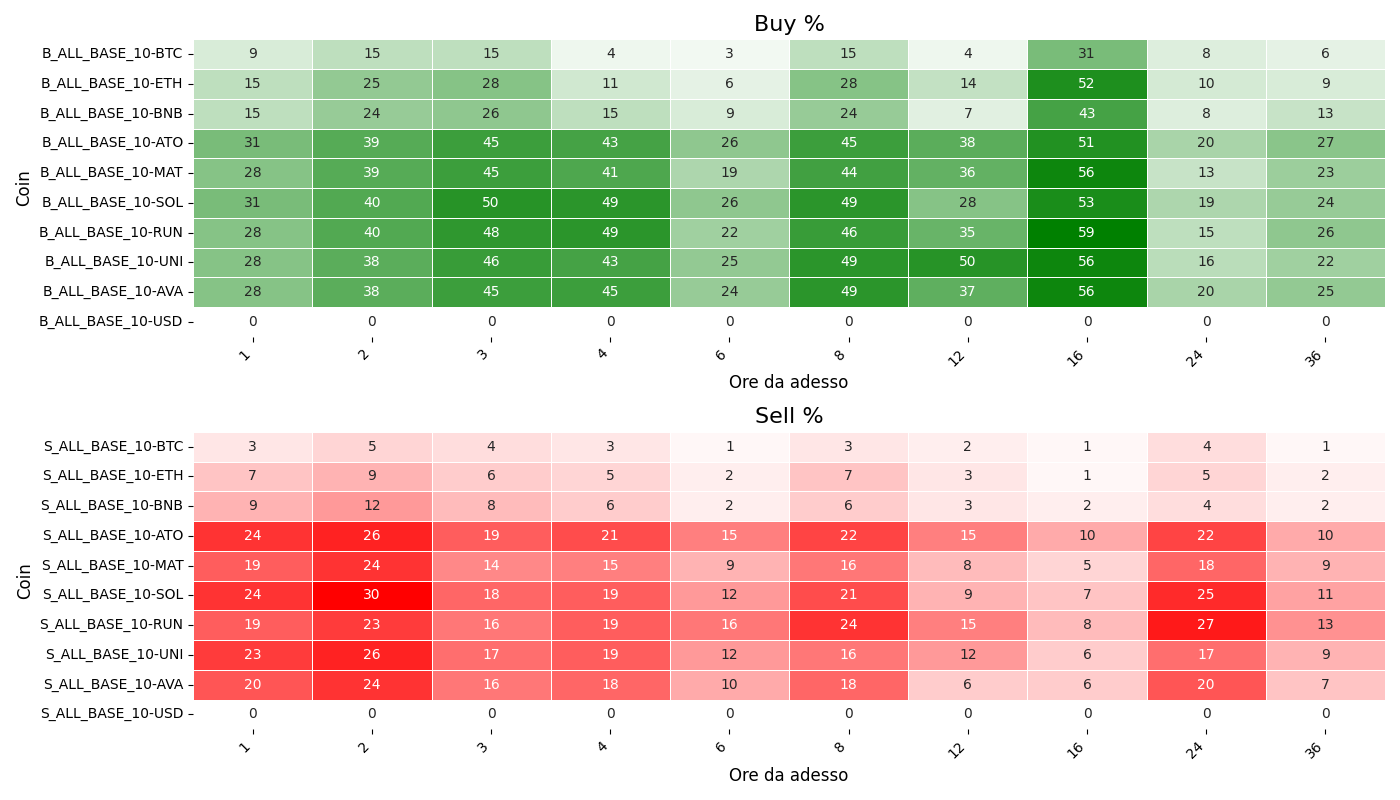 Buy %
Coin
B_ALL_BASE_10-BTC 9 15 15 4 3 15 4 31 8 6
B_ALL_BASE_10-ETH 15 25 28 11 6 28 14 52 10 9
B_ALL_BASE_10-BNB 15 24 26 15 9 24 7 43 8 13
B_ALL_BASE_10-ATO 31 39 45 43 26 45 38 51 20 27
B_ALL_BASE_10-MAT 28 39 45 41 19 44 36 56 13 23
B_ALL_BASE_10-SOL 31 40 50 49 26 49 28 53 19 24
B_ALL_BASE_10-RUN 28 40 48 49 22 46 35 59 15 26
B_ALL_BASE_10-UNI 28 38 46 43 25 49 50 56 16 22
B_ALL_BASE_10-AVA 28 38 45 45 24 49 37 56 20 25
B_ALL_BASE_10-USD 0 0 0 0 0 0 0 0 0 0
1 2 3 4 6 8 12 16 24 36
Ore da adesso
Sell %
Coin
S_ALL_BASE_10-BTC 3 5 4 3 1 3 2 1 4 1
S_ALL_BASE_10-ETH 7 9 6 5 2 7 3 1 5 2
S_ALL_BASE_10-BNB 9 12 8 6 2 6 3 2 4 2
S_ALL_BASE_10-ATO 24 26 19 21 15 22 15 10 22 10
S_ALL_BASE_10-MAT 19 24 14 15 9 16 8 5 18 9
S_ALL_BASE_10-SOL 24 30 18 19 12 21 9 7 25 11
S_ALL_BASE_10-RUN 19 23 16 19 16 24 15 8 27 13
S_ALL_BASE_10-UNI 23 26 17 19 12 16 12 6 17 9
S_ALL_BASE_10-AVA 20 24 16 18 10 18 6 6 20 7
S_ALL_BASE_10-USD 0 0 0 0 0 0 0 0 0 0
1 2 3 4 6 8 12 16 24 36
Ore da adesso